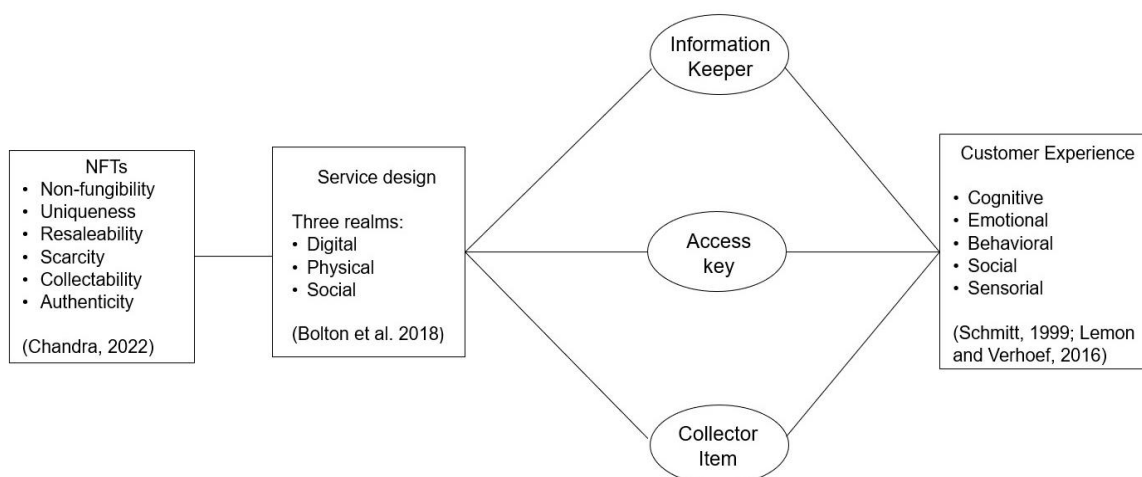 NFTs
• Non-fungibility
• Uniqueness
• Resaleability
• Scarcity
• Collectability
• Authenticity
(Chandra, 2022)
Service design
Three realms:
• Digital
• Physical
• Social
(Bolton et al. 2018)
Information
Keeper
Access
key
Collector
Item
Customer Experience
• Cognitive
• Emotional
• Behavioral
• Social
• Sensorial
(Schmitt, 1999; Lemon
and Verhoef, 2016)